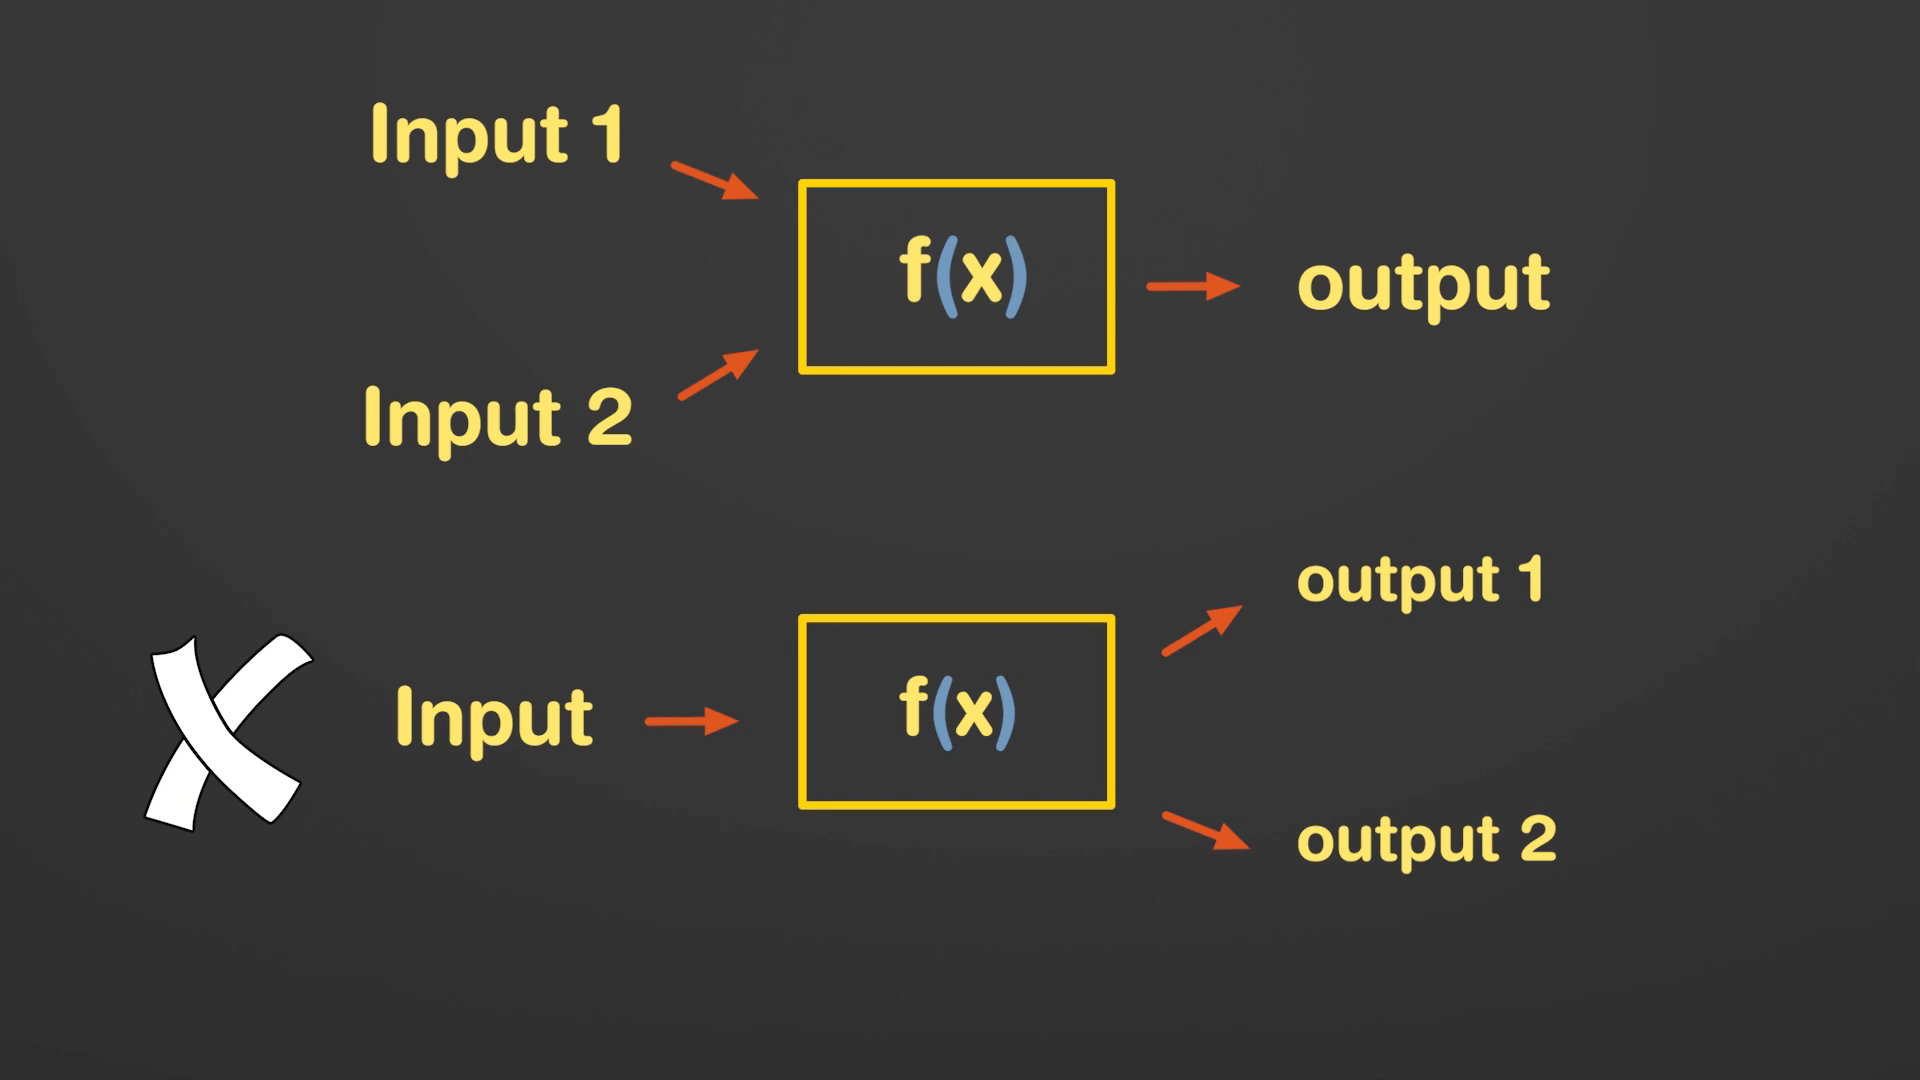 Input 1
f(x)
output
Input 2
output 1
Input
f(x)
output 2